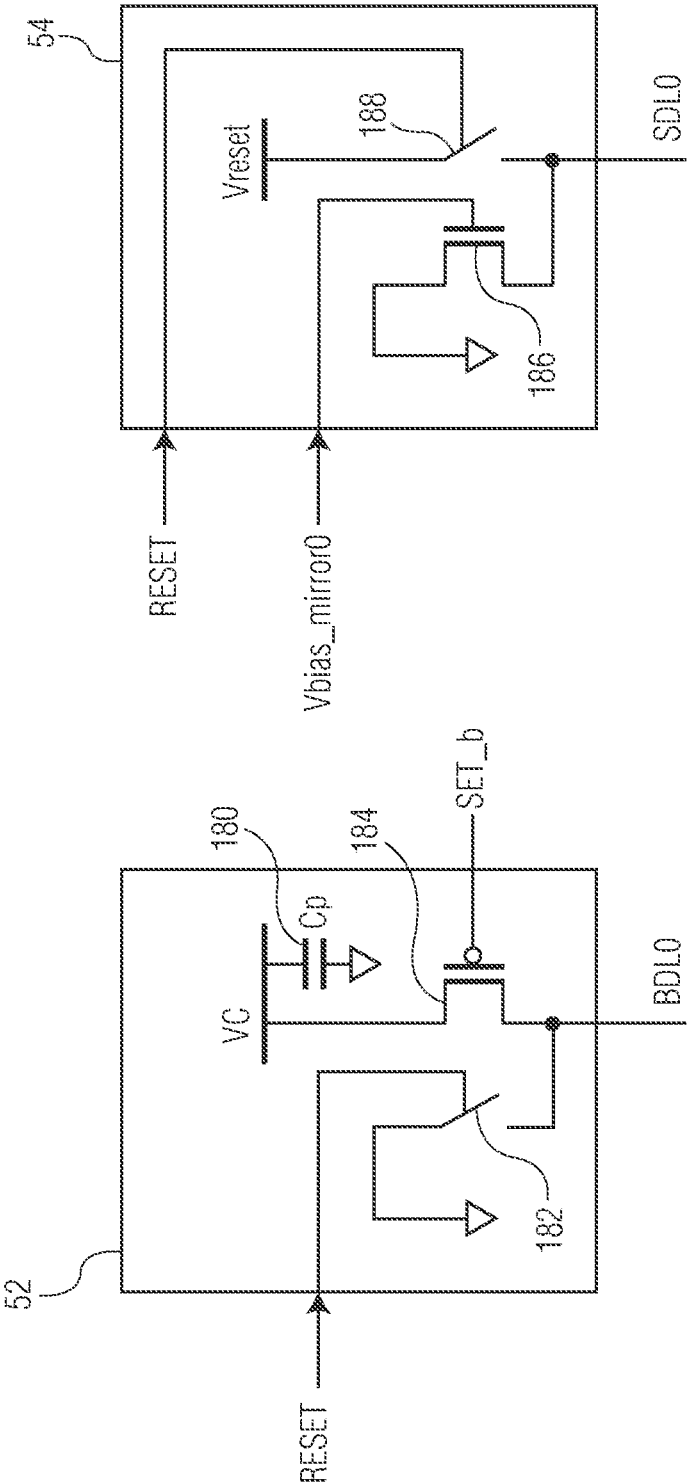 52
RESET
VC
180
Cp
184
SET_b
182
BDL0
54
RESET
Vbias_mirror0
Vreset
188
186
SDL0